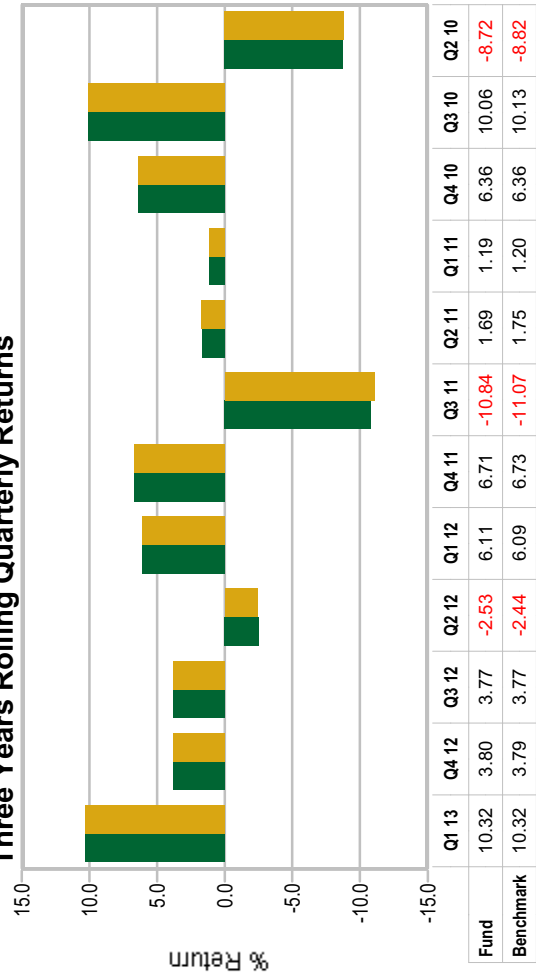 Three Years Rolling Quarterly Returns
15.0
10.0
5.0
0.0
-5.0
-10.0
-15.0
% Return
Q1 13 Q4 12 Q3 12 Q2 12 Q1 12 Q4 11 Q3 11 Q2 11 Q1 11 Q4 10 Q3 10 Q2 10
Fund 10.32 3.80 3.77 -2.53 6.11 6.71 -10.84 1.69 1.19 6.36 10.06 -8.72
Benchmark 10.32 3.79 3.77 -2.44 6.09 6.73 -11.07 1.75 1.20 6.36 10.13 -8.82